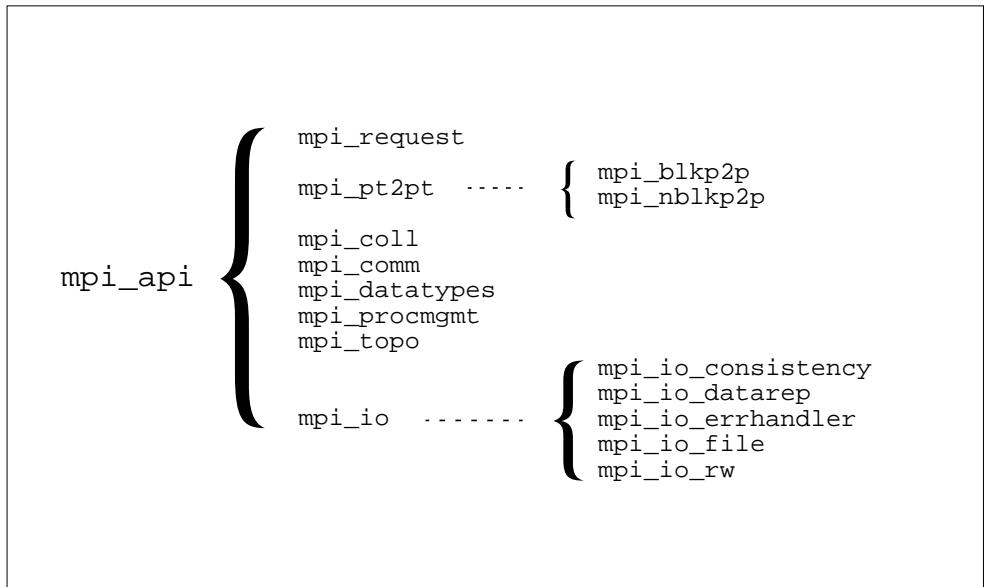 mpi_api
mpi_request
mpi_pt2pt
mpi_blkp2p
mpi_nblkp2p
mpi_coll
mpi_comm
mpi_datatypes
mpi_procmgmt
mpi_topo
mpi_io
mpi_io_consistency
mpi_io_datarep
mpi_io_errhandler
mpi_io_file
mpi_io_rw